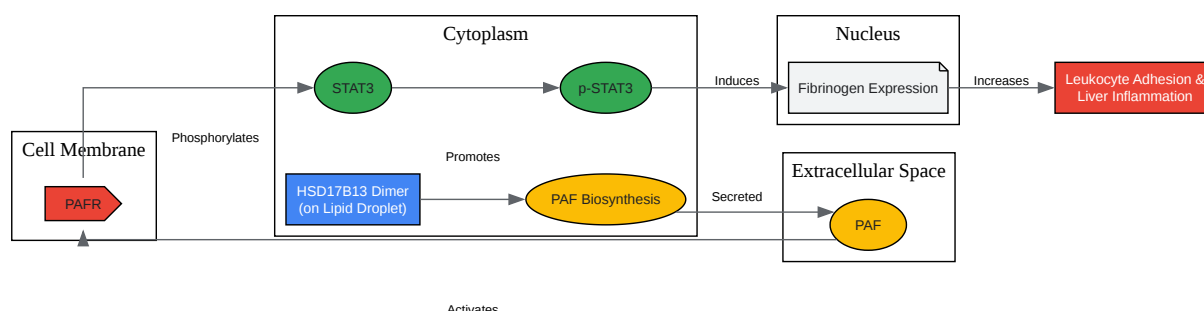 Cytoplasm
Nucleus
STAT3
p-STAT3
Induces
Fibrinogen Expression
Increases
Leukocyte Adhesion &
Liver Inflammation
Phosphorylates
Cell Membrane
PAFR
Promotes
HSD17B13 Dimer
(on Lipid Droplet)
PAF Biosynthesis
Secreted
Extracellular Space
PAF
Activates